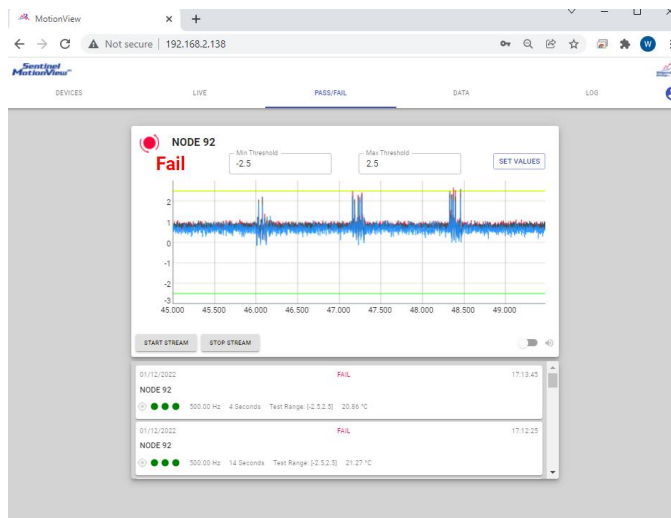 MotionView
Not secure 192.168.2.138
W
Sentinel
MotionView™
DEVICES LIVE PASS/FAIL DATA LOG
NODE 92
Fail
Min Threshold
-2.5
Max Threshold
2.5
SET VALUES
2
1
0
-1
-2
-3
45.000 45.500 46.000 46.500 47.000 47.500 48.000 48.500 49.000
START STREAM STOP STREAM
01/12/2022 FAIL 17:13:45
NODE 92
500.00 Hz 4 Seconds Test Range: [-2.5,2.5] 20.86 °C
01/12/2022 FAIL 17:12:25
NODE 92
500.00 Hz 14 Seconds Test Range: [-2.5,2.5] 21.27 °C